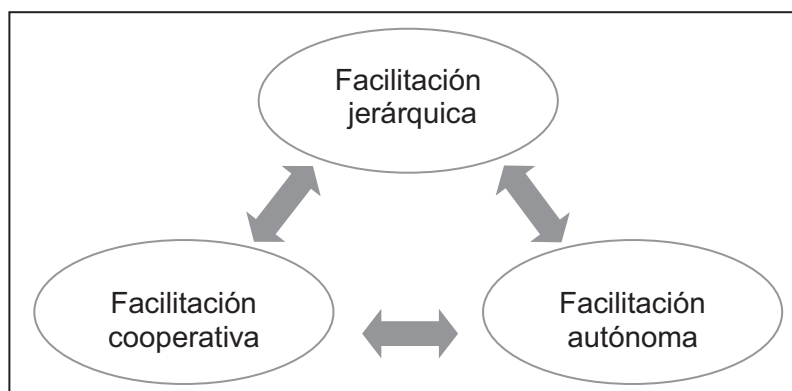 Facilitación
jerárquica
Facilitación
cooperativa
Facilitación
autónoma